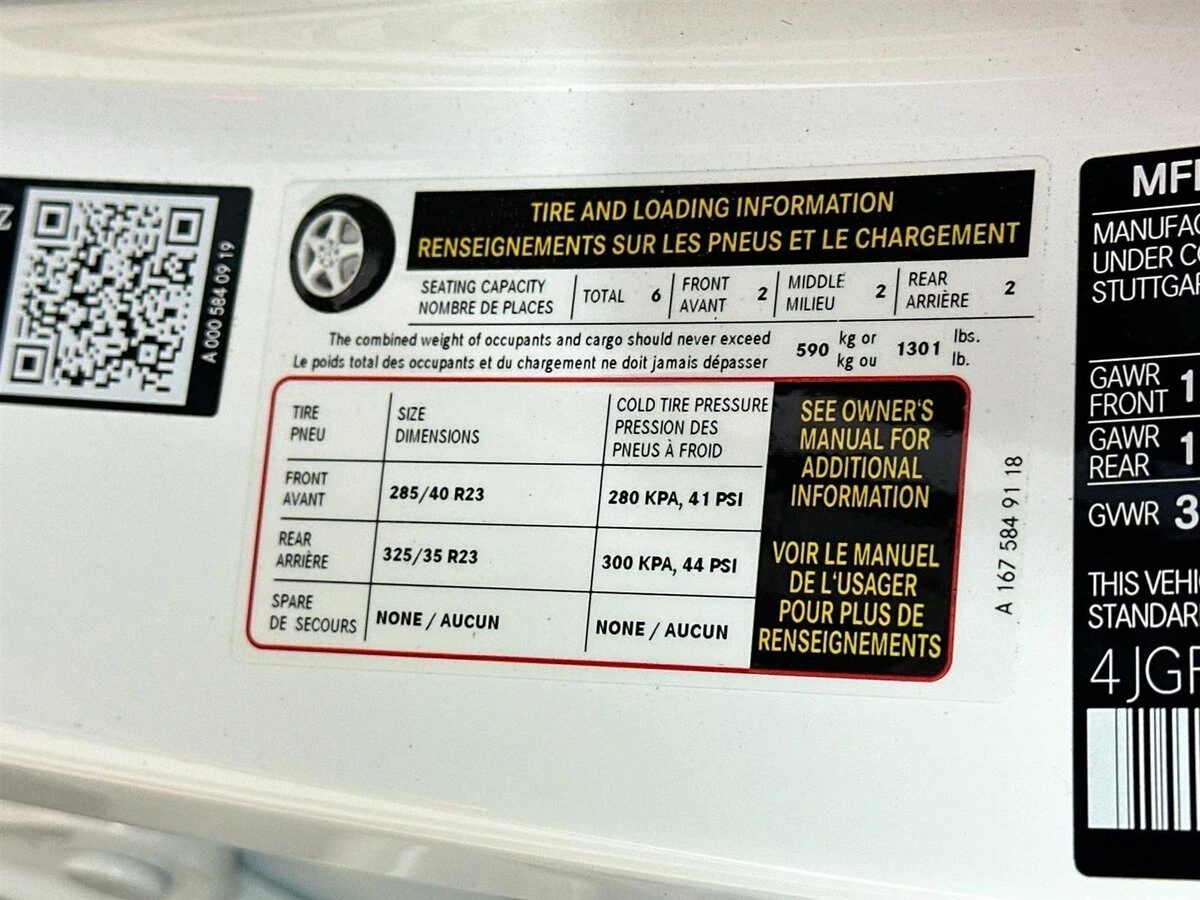 Z
A 000 584 09 19
TIRE AND LOADING INFORMATION
RENSEIGNEMENTS SUR LES PNEUS ET LE CHARGEMENT
SEATING CAPACITY
NOMBRE DE PLACES
TOTAL 6
FRONT
AVANT 2
MIDDLE
MILIEU 2
REAR
ARRIÈRE 2
The combined weight of occupants and cargo should never exceed
Le poids total des occupants et du chargement ne doit jamais dépasser
590 kg or 1301 lbs.
kg ou lb.
TIRE
PNEU
SIZE
DIMENSIONS
COLD TIRE PRESSURE
PRESSION DES
PNEUS À FROID
FRONT
AVANT
285/40 R23
280 KPA, 41 PSI
REAR
ARRIÈRE
325/35 R23
300 KPA, 44 PSI
SPARE
DE SECOURS
NONE / AUCUN
NONE / AUCUN
SEE OWNER'S
MANUAL FOR
ADDITIONAL
INFORMATION
VOIR LE MANUEL
DE L'USAGER
POUR PLUS DE
RENSEIGNEMENTS
A 167 584 91 18
MANUFAC
UNDER C
STUTTGAR
GAWR
FRONT 1
GAWR
REAR 1
GVWR 3
THIS VEHI
STANDAR
4JG